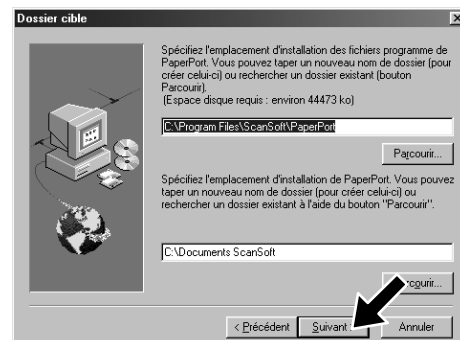 Dossier cible
Spécifiez l'emplacement d'installation des fichiers programme de
PaperPort. Vous pouvez taper un nouveau nom de dossier (pour
créer celui-ci) ou rechercher un dossier existant (bouton
Parcourir).
(Espace disque requis : environ 44473 ko)
C:\Program Files\ScanSoft\PaperPort
Parcourir...
Spécifiez l'emplacement d'installation de PaperPort. Vous pouvez
taper un nouveau nom de dossier (pour créer celui-ci) ou
rechercher un dossier existant à l'aide du bouton "Parcourir".
C:\Documents ScanSoft
< Précédent Suivant Annuler